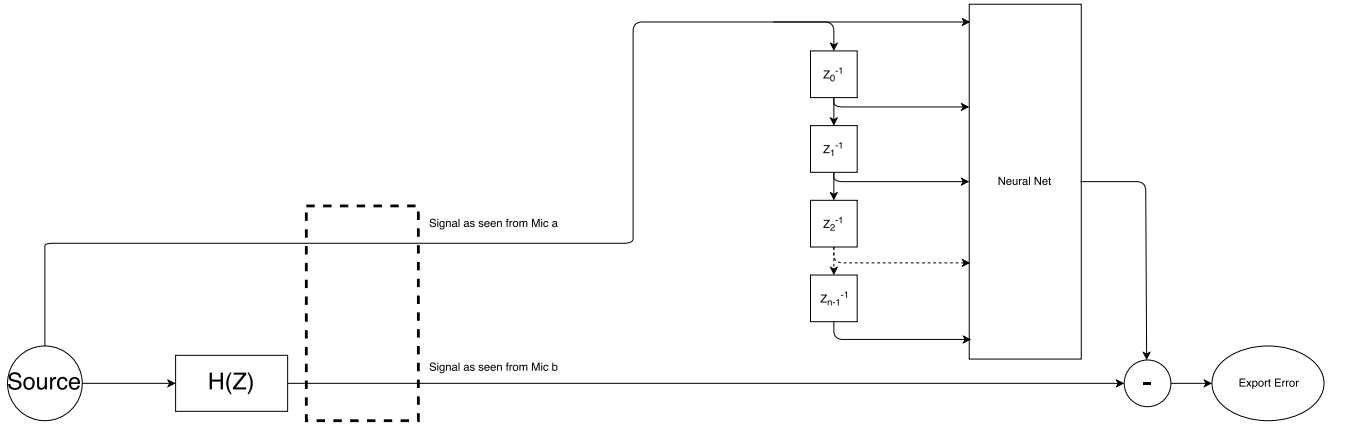 Z0-1
Z1-1
Neural Net
Z2-1
Signal as seen from Mic a
Zn-1-1
Signal as seen from Mic b
Source
H(Z)
-
Export Error